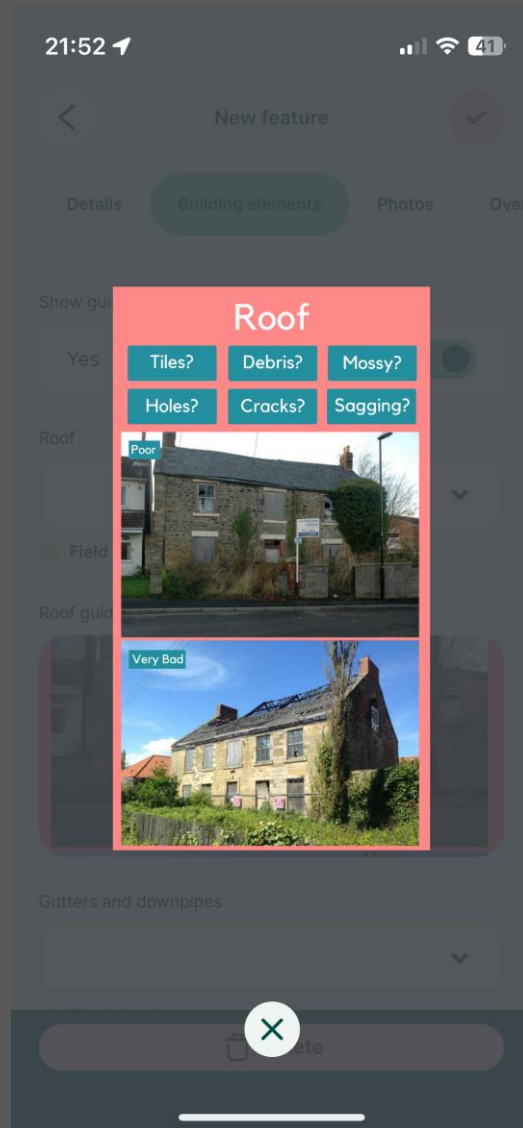 21:52
41
New feature
Details Building elements Photos Ove
Show gui
Yes
Roof
Tiles? Debris? Mossy?
Holes? Cracks? Sagging?
Roof
Poor
Field
Roof guid
Very Bad
Gutters and downpipes
ete